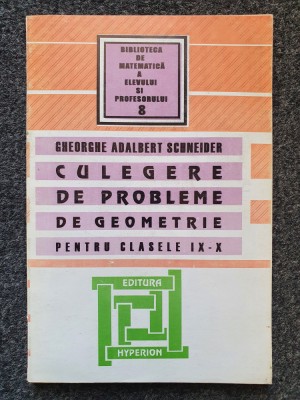 BIBLIOTECA
DE
MATEMATICĂ
A
ELEVULUI
ȘI
PROFESORULUI
8
GHEORGHE ADALBERT SCHNEIDER
CULEGERE
DE PROBLEME
DE GEOMETRIE
PENTRU CLASELE IX-X
EDITURA
HYPERION